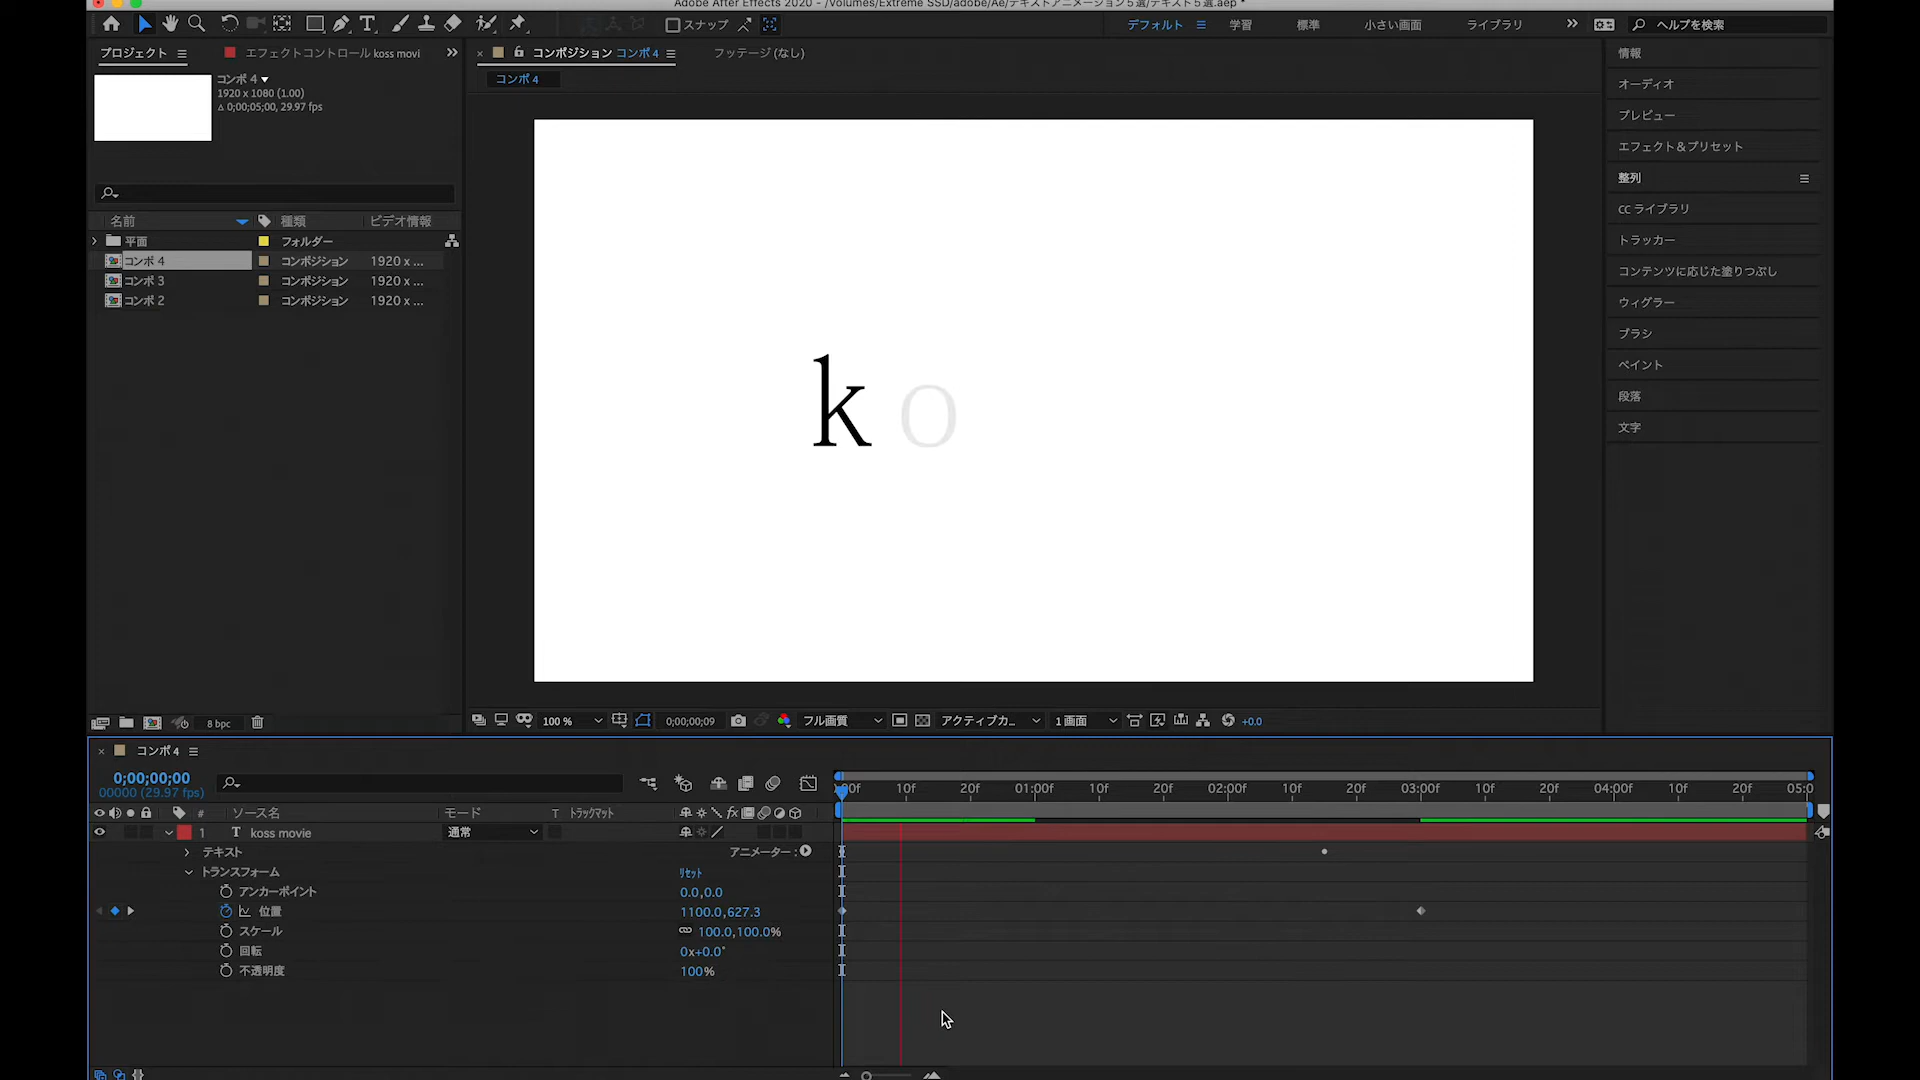 Adobe After Effects 2020 - /Volumes/Extreme SSD/adobe/Ae/テキストアニメーション５選/テキスト５選.aep *
スナップ
デフォルト
学習
標準
小さい画面
ライブラリ
ヘルプを検索
プロジェクト
エフェクトコントロール koss movi
コンポジション コンポ 4
フッテージ (なし)
コンポ 4
コンポ 4
1920 x 1080 (1.00)
Δ 0;00;05;00, 29.97 fps
名前
種類
ビデオ情報
平面
フォルダー
コンポ 4
コンポジション
1920 x ...
コンポ 3
コンポジション
1920 x ...
コンポ 2
コンポジション
1920 x ...
k o
情報
オーディオ
プレビュー
エフェクト＆プリセット
整列
CC ライブラリ
トラッカー
コンテンツに応じた塗りつぶし
ウィグラー
ブラシ
ペイント
段落
文字
8 bpc
100 %
0;00;00;09
フル画質
アクティブカ...
1 画面
+0.0
コンポ 4
0;00;00;00
00000 (29.97 fps)
#
ソース名
モード
T
トラックマット
fx
:00f
10f
20f
01:00f
10f
20f
02:00f
10f
20f
03:00f
10f
20f
04:00f
10f
20f
05:0
1
T
koss movie
通常
テキスト
アニメーター :
トランスフォーム
リセット
アンカーポイント
0.0,0.0
位置
1100.0,627.3
スケール
100.0,100.0%
回転
0x+0.0°
不透明度
100%